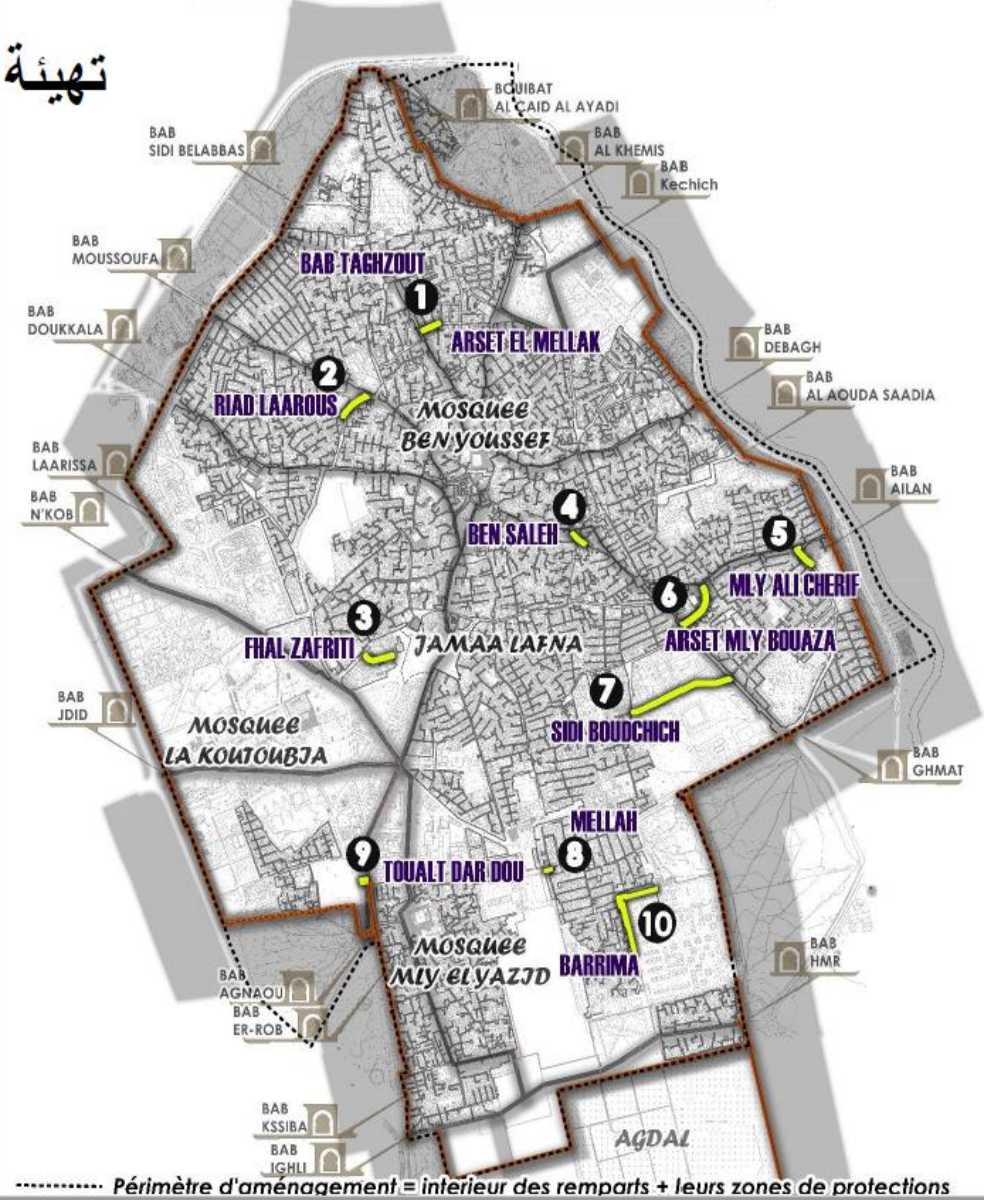 تهيئة
BOUIBAT
AL CAID AL AYADI
BAB
SIDI BELABBAS
BAB
AL KHEMIS
BAB
Kechich
BAB
MOUSSOUFA
BAB TAGHZOUT
1
ARSET EL MELLAK
BAB
DOUKKALA
BAB
DEBAGH
2
RIAD LAAROUS
BAB
AL AOUDA SAADIA
MOSQUEE
BEN YOUSSEF
BAB
LAARISSA
BAB
AILAN
BAB
N'KOB
4
BEN SALEH
5
MLY ALI CHERIF
6
ARSET MLY BOUAZA
3
FHAL ZAFRITI
JAMAA LAFNA
7
SIDI BOUDCHICH
BAB
JDID
MOSQUEE
LA KOUTOUBIA
BAB
GHMAT
MELLAH
8
9
TOUALT DAR DOU
10
BARRIMA
MOSQUEE
MLY EL YAZID
BAB
HMR
BAB
AGNAOU
BAB
ER-ROB
BAB
KSSIBA
BAB
IGHLI
AGDAL
Périmètre d'aménagement = interieur des remparts + leurs zones de protections